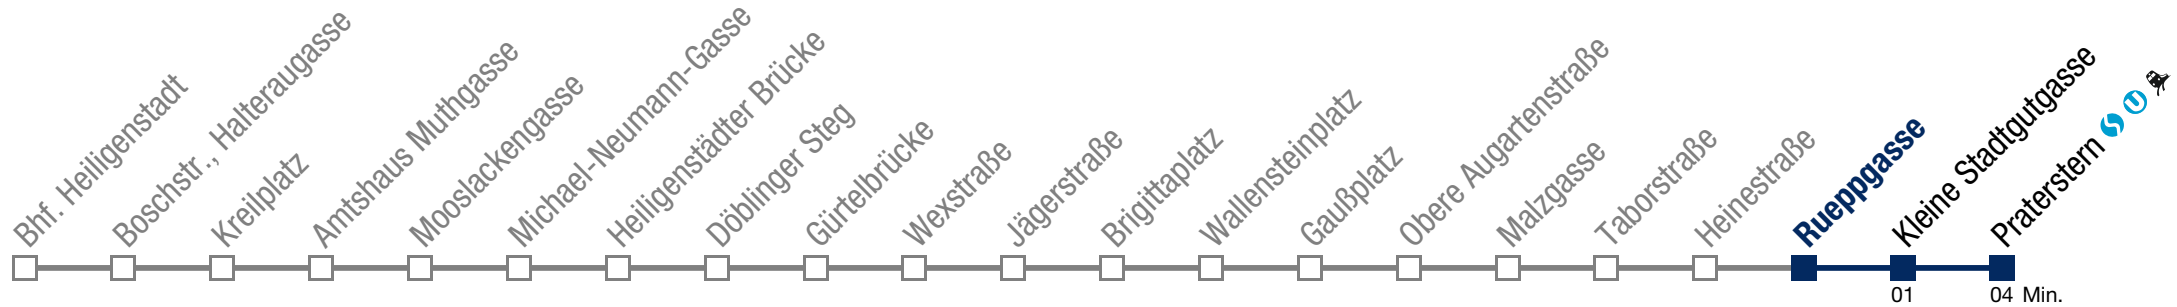 Bhf. Heiligenstadt
Boschstr., Halteraugasse
Kreilplatz
Amtshaus Muthgasse
Mooslackengasse
Michael-Neumann-Gasse
Heiligenstädter Brücke
Döblinger Steg
Gürtelbrücke
Wexstraße
Jägerstraße
Brigittaplatz
Wallensteinplatz
Gaußplatz
Obere Augartenstraße
Malzgasse
Taborstraße
Heinestraße
Rueppgasse
Kleine Stadtgutgasse
Praterstern S U
01 04 Min.